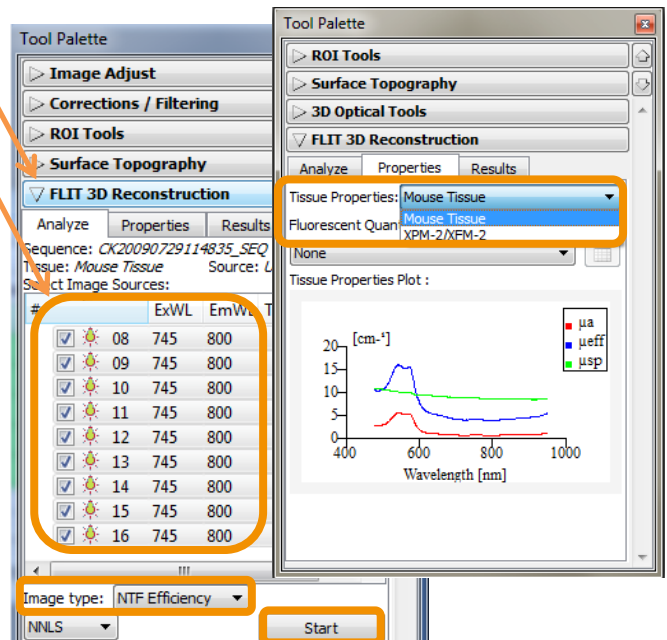 Tool Palette
Image Adjust
Corrections / Filtering
ROI Tools
Surface Topography
FLIT 3D Reconstruction
Analyze Properties Results
Sequence: CK20090729114835_SEQ
Tissue: Mouse Tissue Source:
Select Image Sources:
# ExWL EmWL
08 745 800
09 745 800
10 745 800
11 745 800
12 745 800
13 745 800
14 745 800
15 745 800
16 745 800
Image type: NTF Efficiency
NNLS Start
Tool Palette
ROI Tools
Surface Topography
3D Optical Tools
FLIT 3D Reconstruction
Analyze Properties Results
Tissue Properties: Mouse Tissue
Mouse Tissue
Fluorescent
XPM-2/XFM-2
None
Tissue Properties Plot :
[cm⁻¹]
µa
µeff
µsp
20
15
10
5
0
400 600 800 1000
Wavelength [nm]